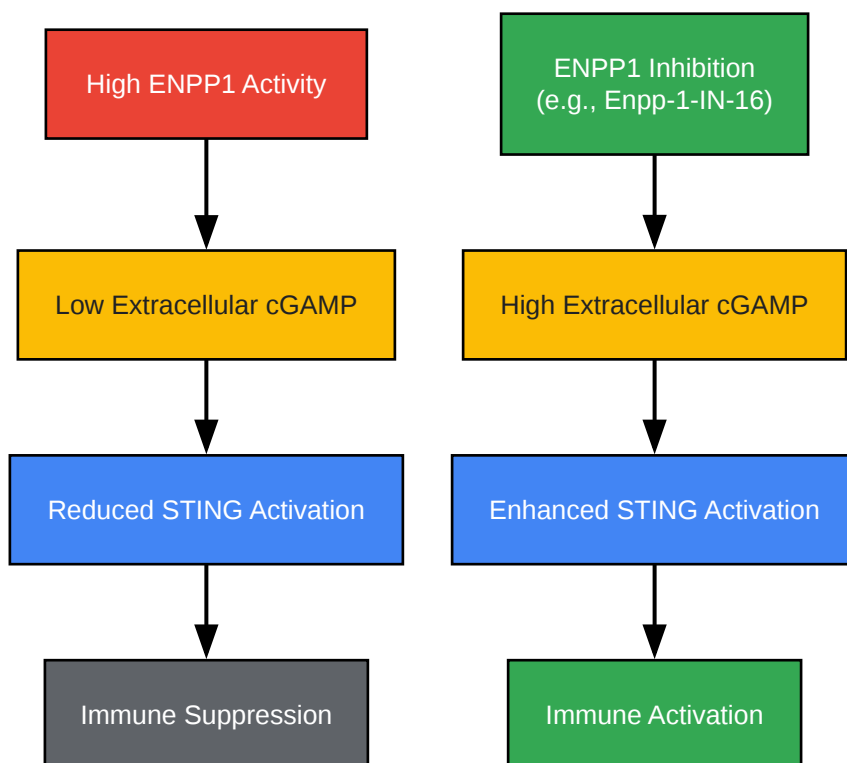 High ENPP1 Activity
ENPP1 Inhibition
(e.g., Enpp-1-IN-16)
Low Extracellular cGAMP
High Extracellular cGAMP
Reduced STING Activation
Enhanced STING Activation
Immune Suppression
Immune Activation